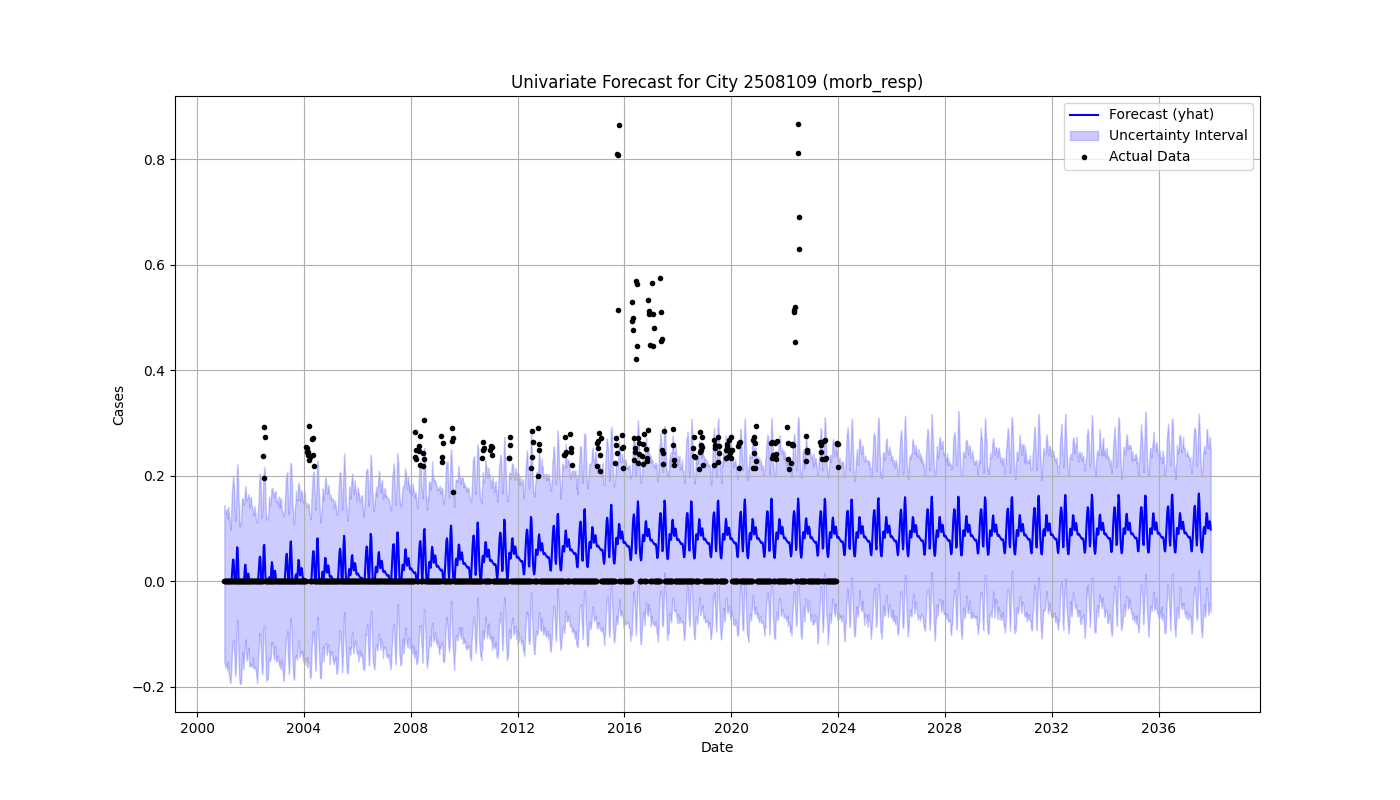 Univariate Forecast for City 2508109 (morb_resp)
Forecast (yhat)
Uncertainty Interval
Actual Data
Cases
0.8
0.6
0.4
0.2
0.0
−0.2
2000 2004 2008 2012 2016 2020 2024 2028 2032 2036
Date